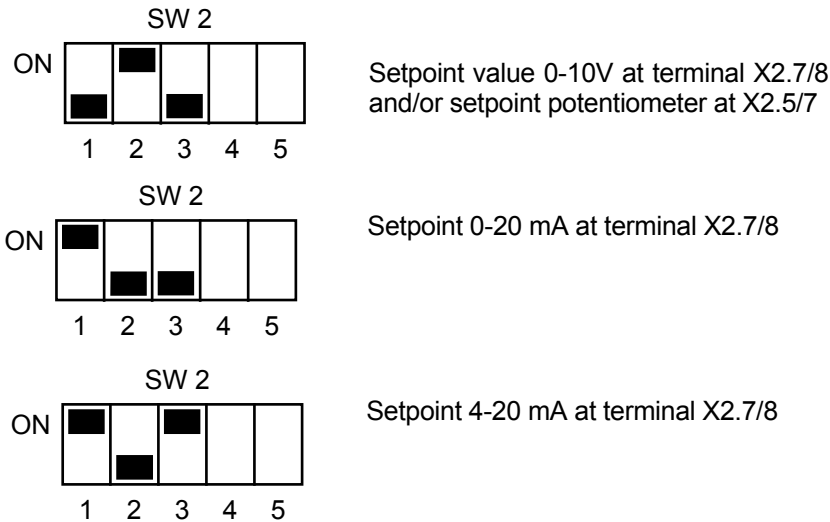 SW 2
ON
Setpoint value 0-10V at terminal X2.7/8
and/or setpoint potentiometer at X2.5/7
1 2 3 4 5
SW 2
ON
Setpoint 0-20 mA at terminal X2.7/8
1 2 3 4 5
SW 2
ON
Setpoint 4-20 mA at terminal X2.7/8
1 2 3 4 5